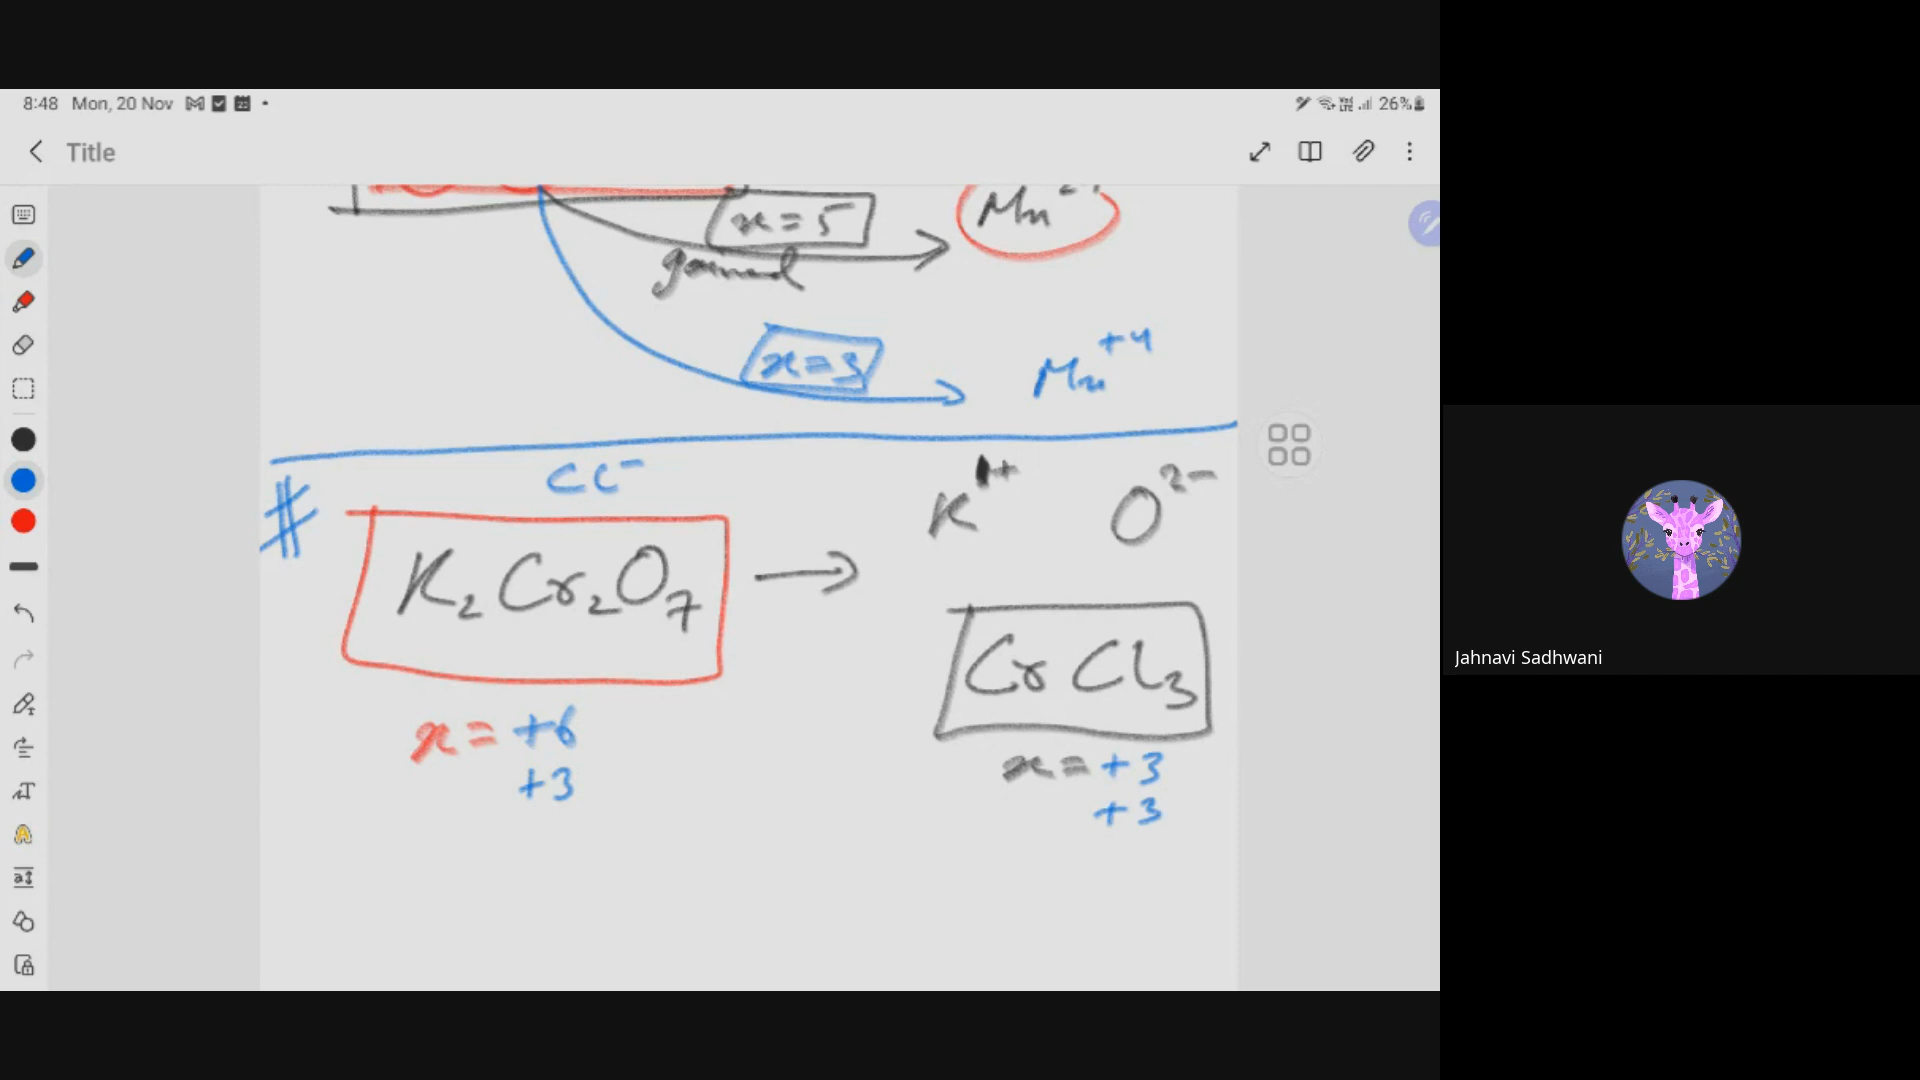 8:48 Mon, 20 Nov 26%
Title
x = 5
Mn
gained
x = 3
Mn+4
#
Cl-
K1+ O2-
K2Cr2O7 →
CrCl3
x = +6
+3
x = +3
+3
Jahnavi Sadhwani